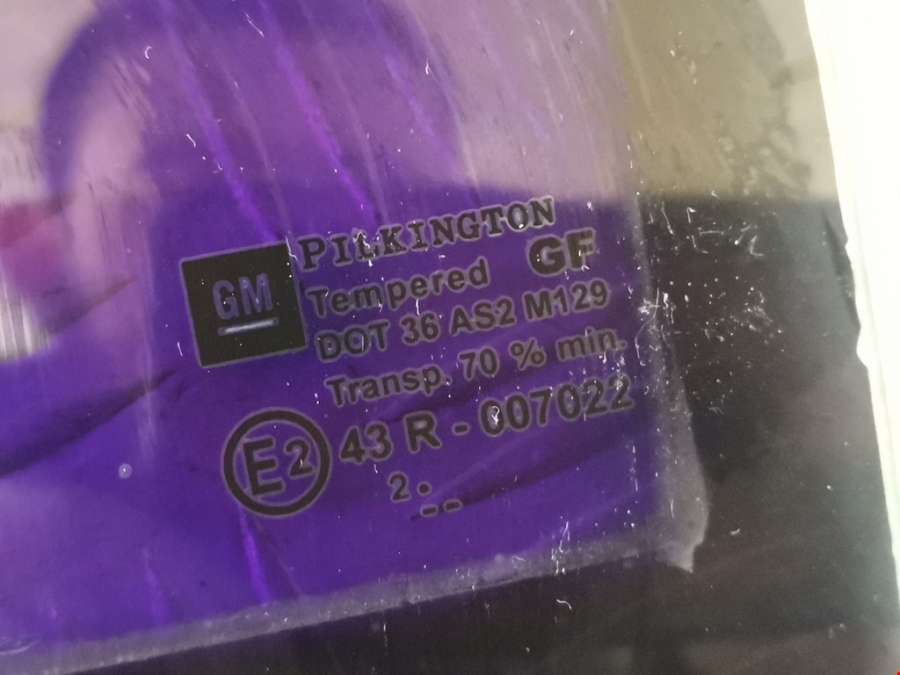 GM
PILKINGTON
Tempered GF
DOT 36 AS2 M129
Transp. 70 % min.
E2 43 R - 007022
2 . - -